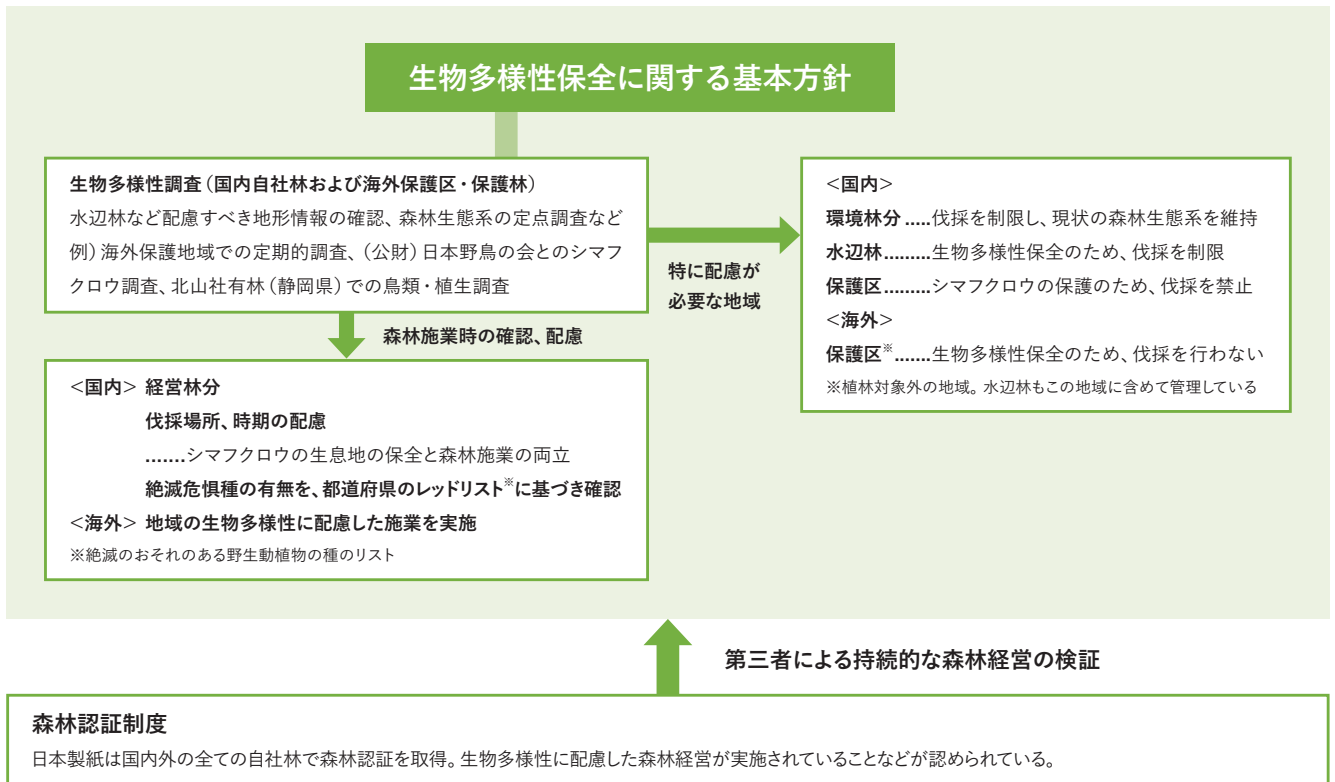 生物多様性保全に関する基本方針
生物多様性調査（国内自社林および海外保護区・保護林）
水辺林など配慮すべき地形情報の確認、森林生態系の定点調査など
例）海外保護地域での定期的調査、（公財）日本野鳥の会とのシマフ
クロウ調査、北山社有林（静岡県）での鳥類・植生調査
特に配慮が
必要な地域
<国内>
環境林分.....伐採を制限し、現状の森林生態系を維持
水辺林.........生物多様性保全のため、伐採を制限
保護区.........シマフクロウの保護のため、伐採を禁止
<海外>
保護区※.......生物多様性保全のため、伐採を行わない
※植林対象外の地域。水辺林もこの地域に含めて管理している
森林施業時の確認、配慮
<国内> 経営林分
伐採場所、時期の配慮
.......シマフクロウの生息地の保全と森林施業の両立
絶滅危惧種の有無を、都道府県のレッドリスト※に基づき確認
<海外> 地域の生物多様性に配慮した施業を実施
※絶滅のおそれのある野生動植物の種のリスト
第三者による持続的な森林経営の検証
森林認証制度
日本製紙は国内外の全ての自社林で森林認証を取得。生物多様性に配慮した森林経営が実施されていることなどが認められている。